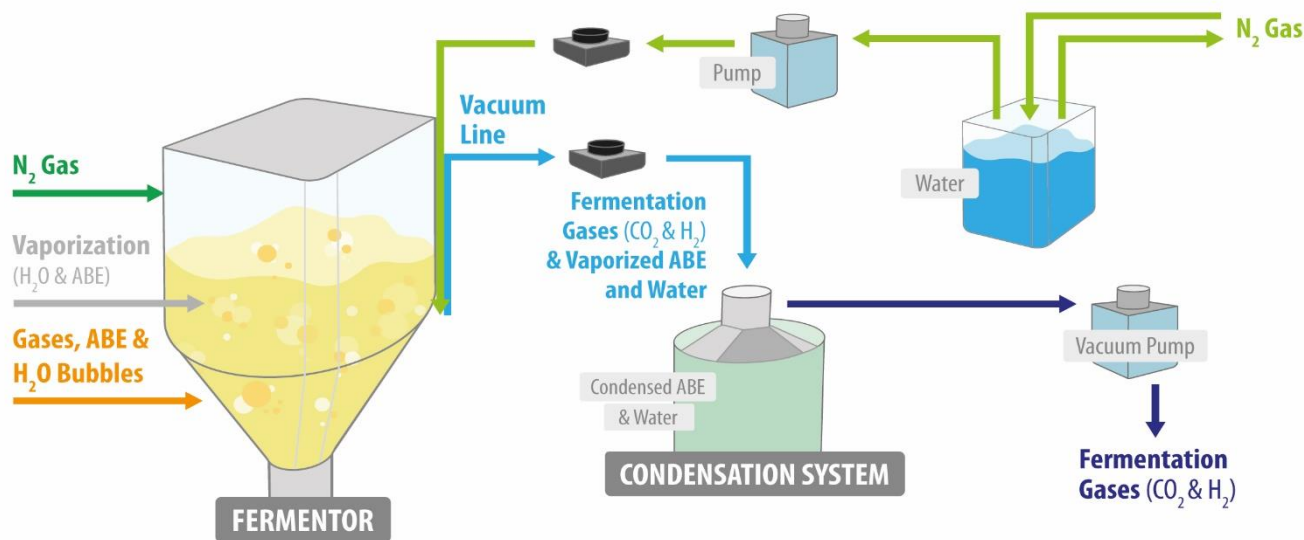 N₂ Gas
Pump
Vacuum
Line
N₂ Gas
Water
Vaporization
(H₂O & ABE)
Fermentation
Gases (CO₂ & H₂)
& Vaporized ABE
and Water
Gases, ABE &
H₂O Bubbles
Vacuum Pump
Condensed ABE
& Water
CONDENSATION SYSTEM
Fermentation
Gases (CO₂ & H₂)
FERMENTOR